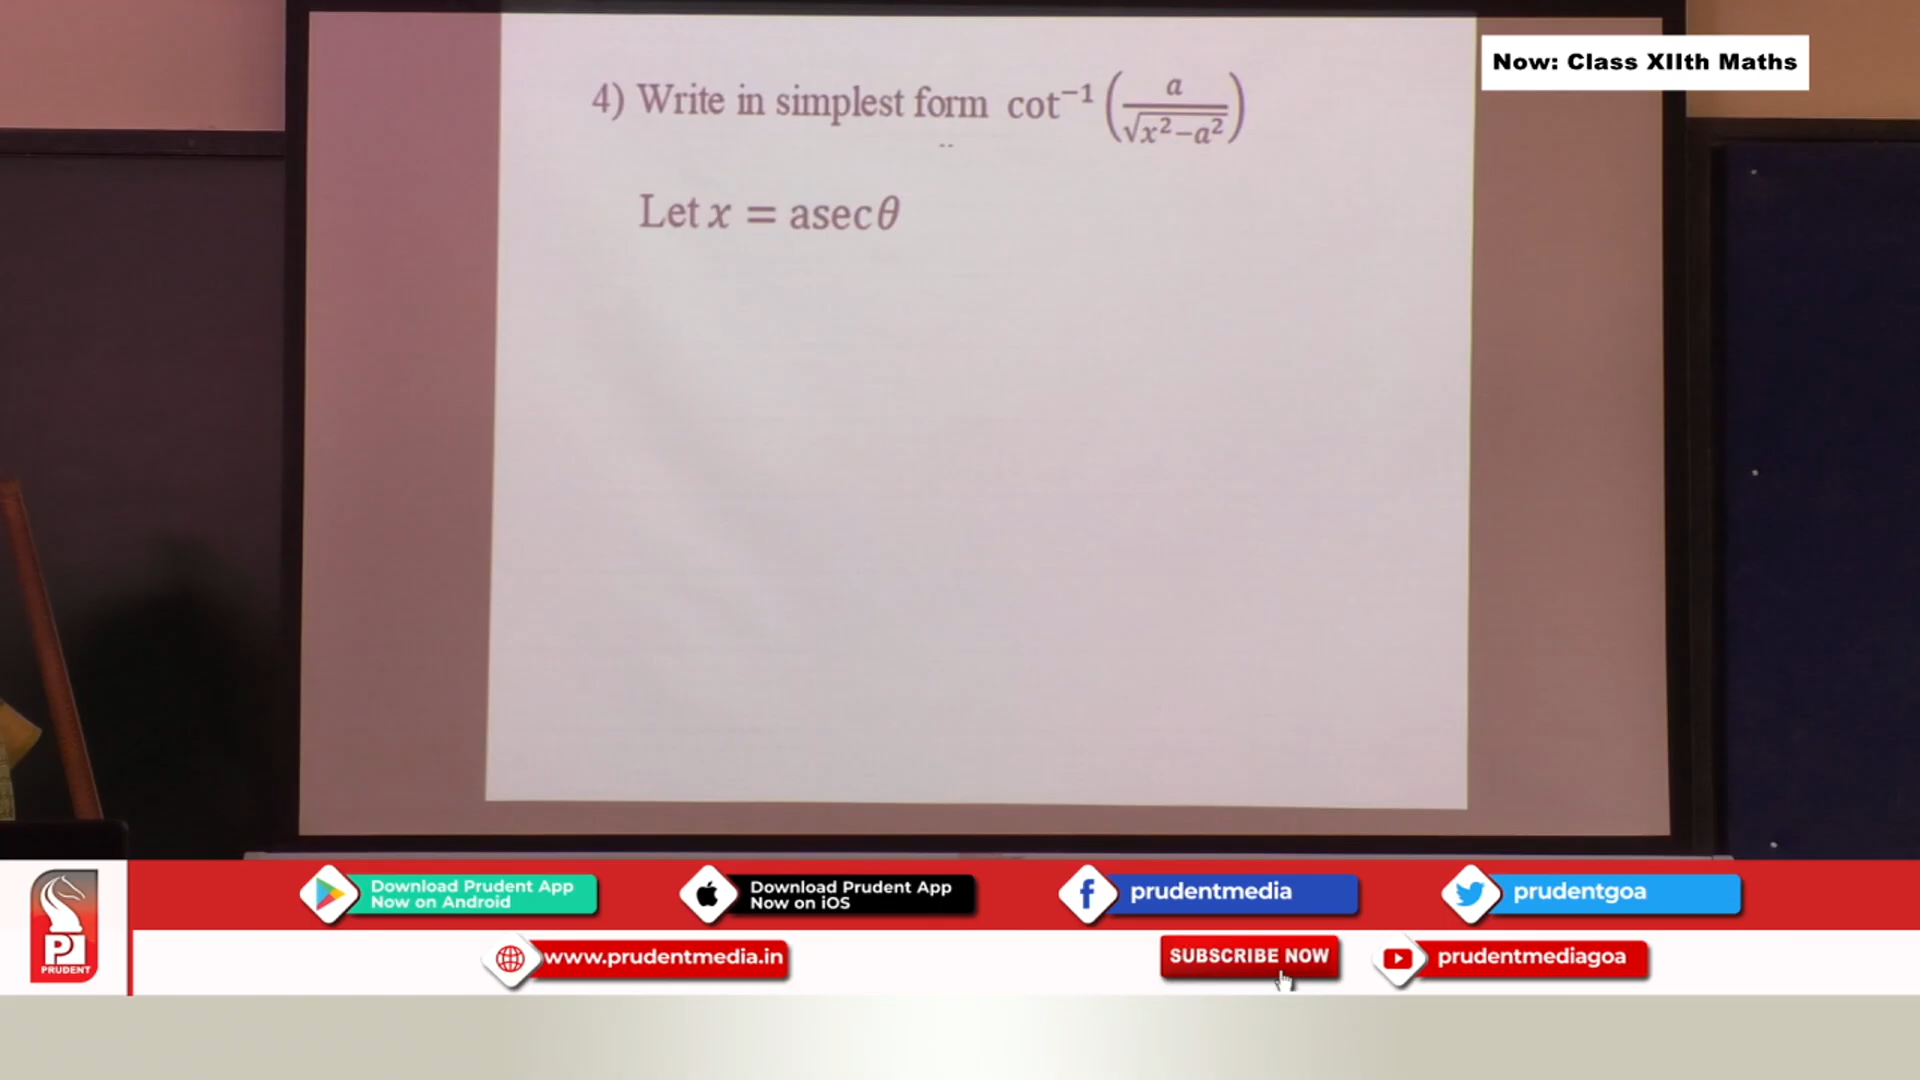 Now: Class XIIth Maths
4) Write in simplest form cot⁻¹ (a/√x²−a²)
Let x = asecθ
Download Prudent App
Now on Android
Download Prudent App
Now on iOS
prudentmedia
prudentgoa
PRUDENT
www.prudentmedia.in
SUBSCRIBE NOW
prudentmediagoa